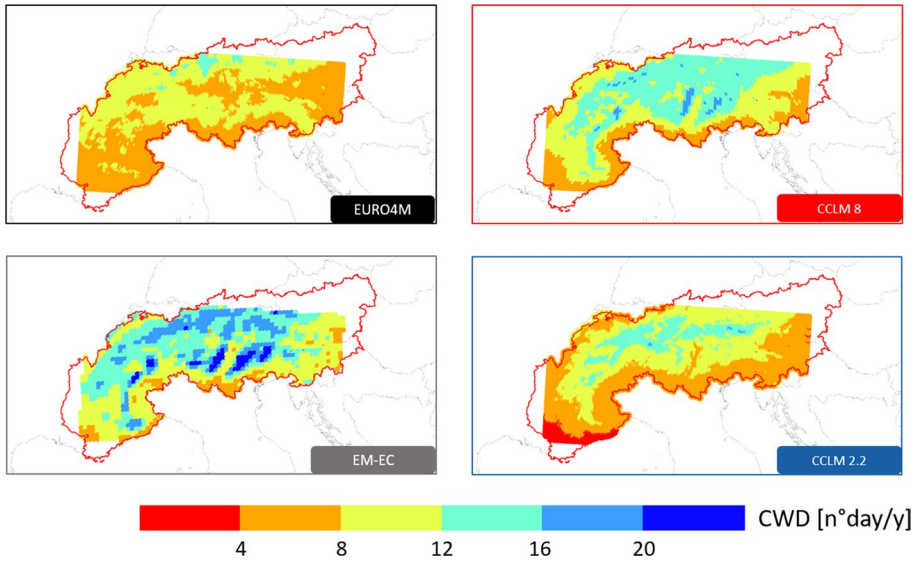 EURO4M
CCLM 8
EM-EC
CCLM 2.2
CWD [n°day/y]
4 8 12 16 20